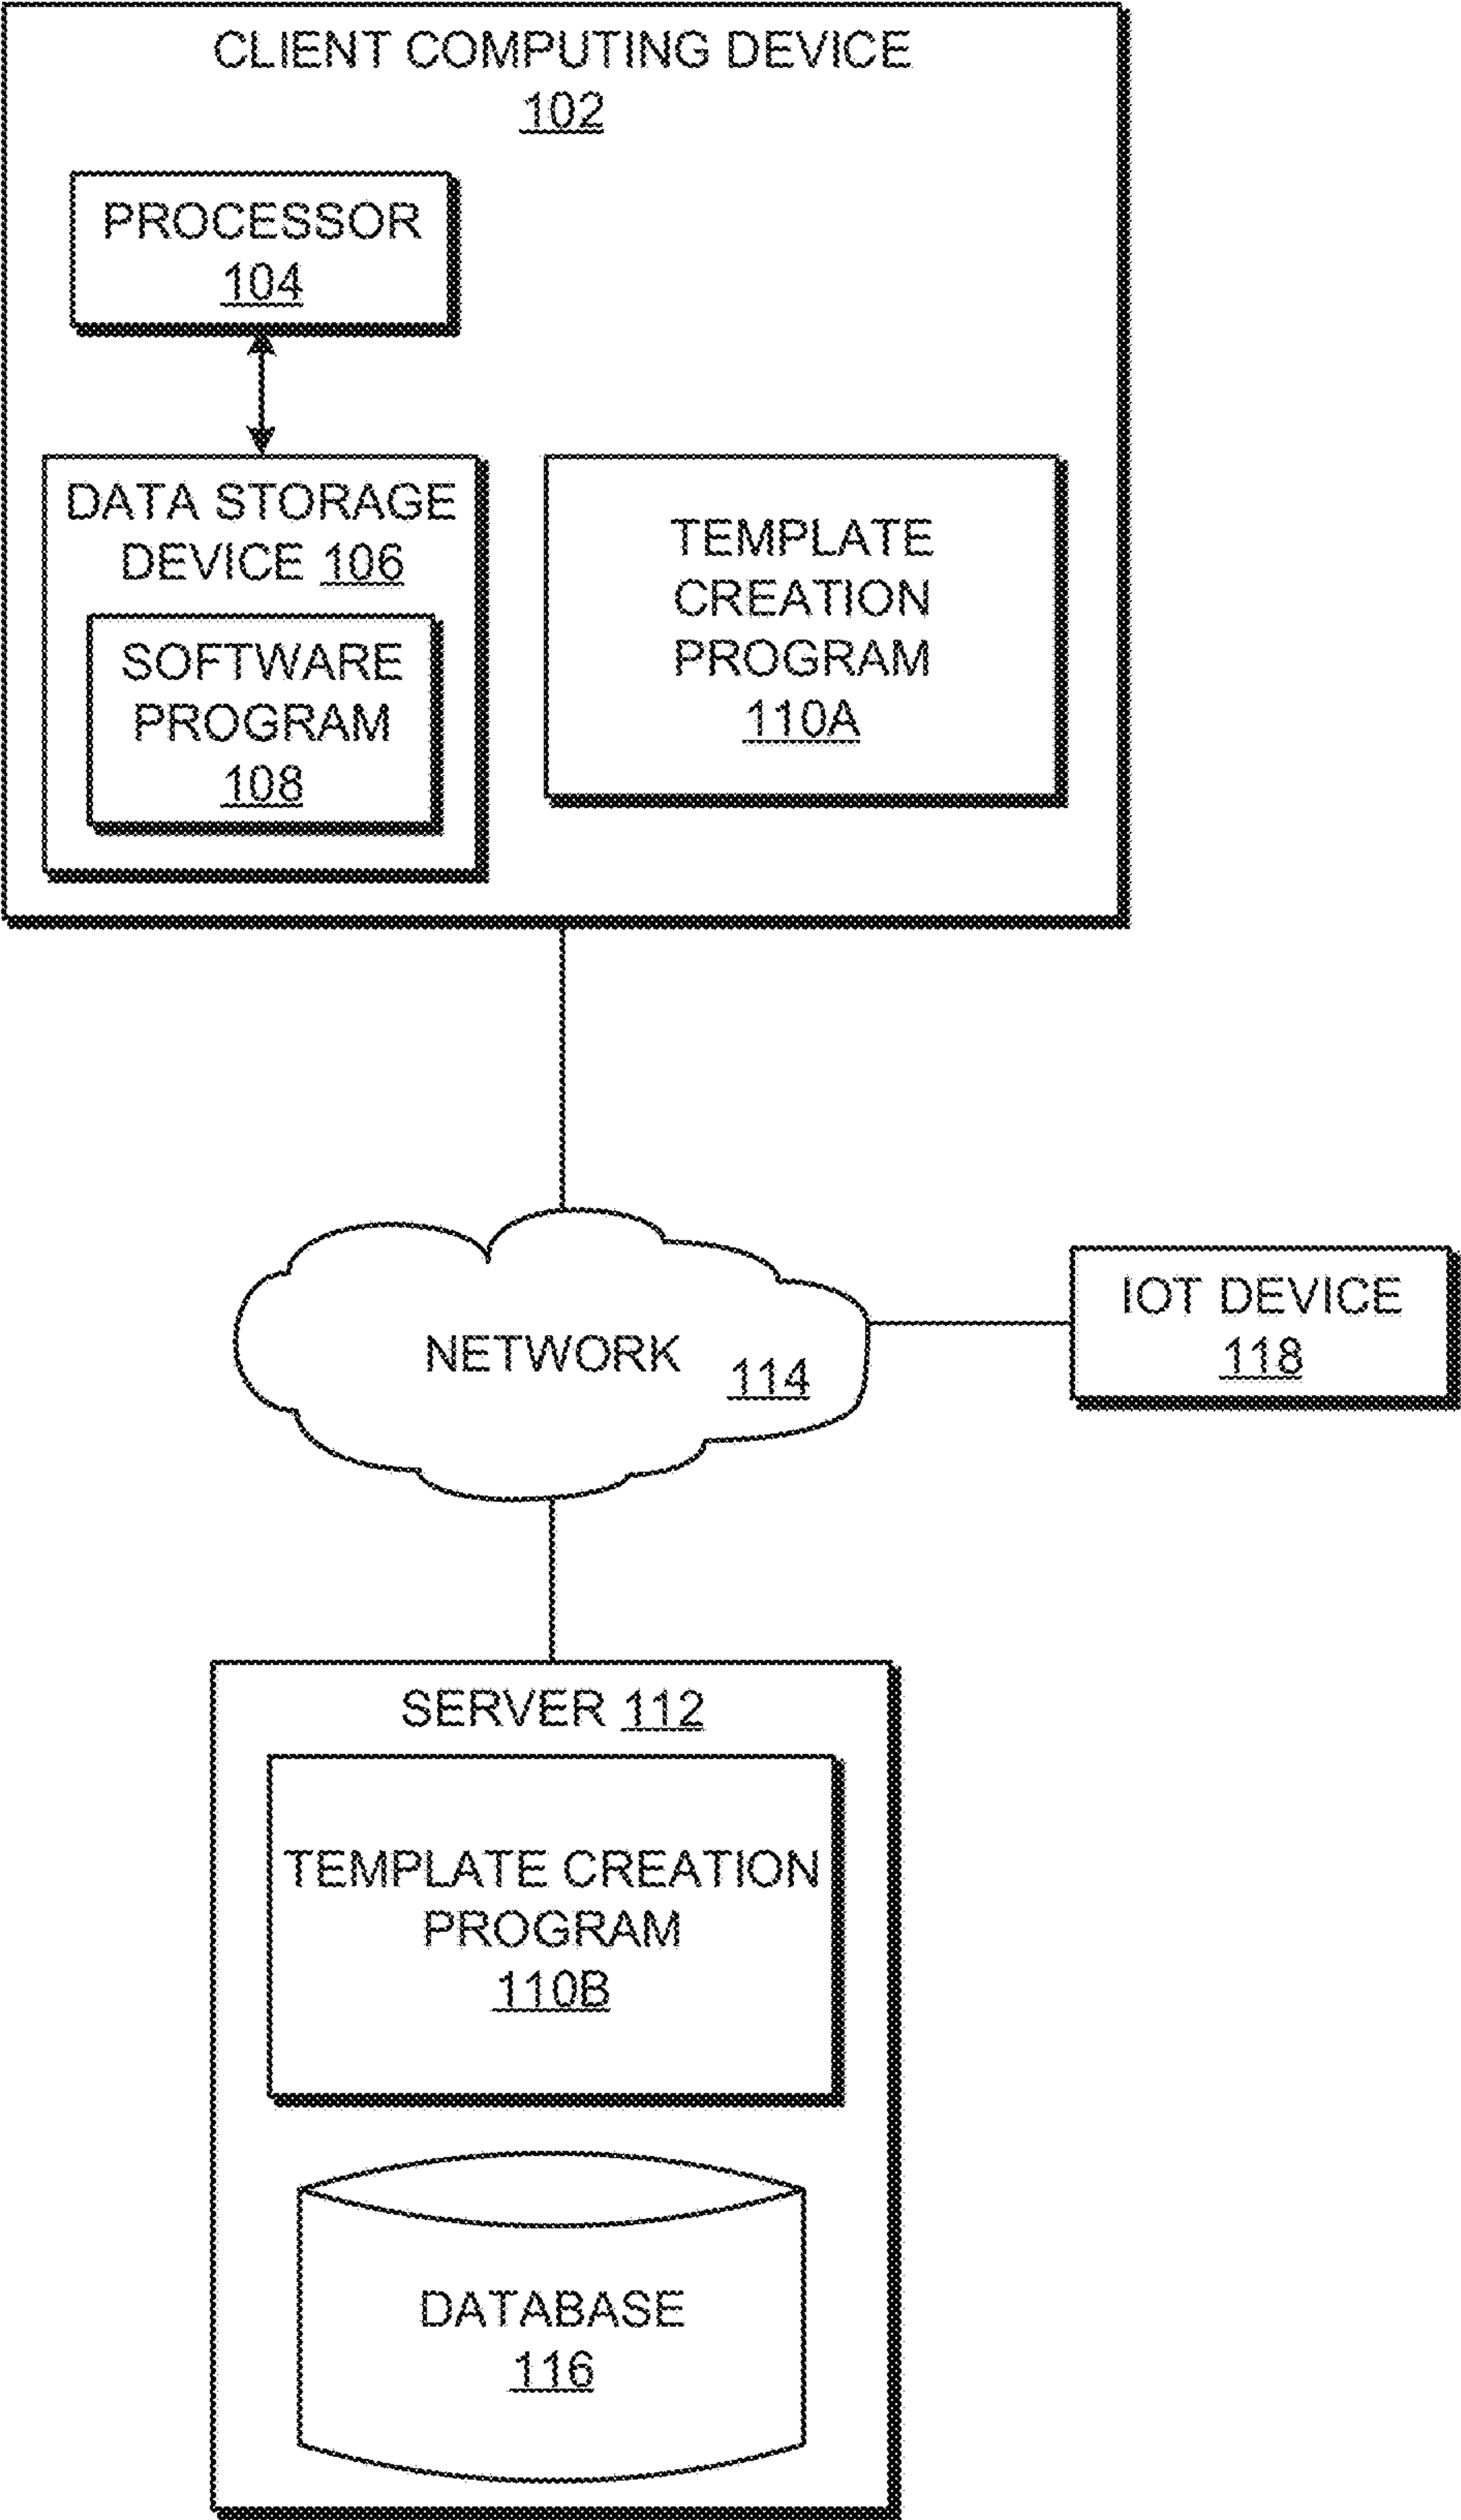 CLIENT COMPUTING DEVICE
102
PROCESSOR
104
DATA STORAGE
DEVICE 106
SOFTWARE
PROGRAM
108
TEMPLATE
CREATION
PROGRAM
110A
NETWORK 114
IOT DEVICE
118
SERVER 112
TEMPLATE CREATION
PROGRAM
110B
DATABASE
116